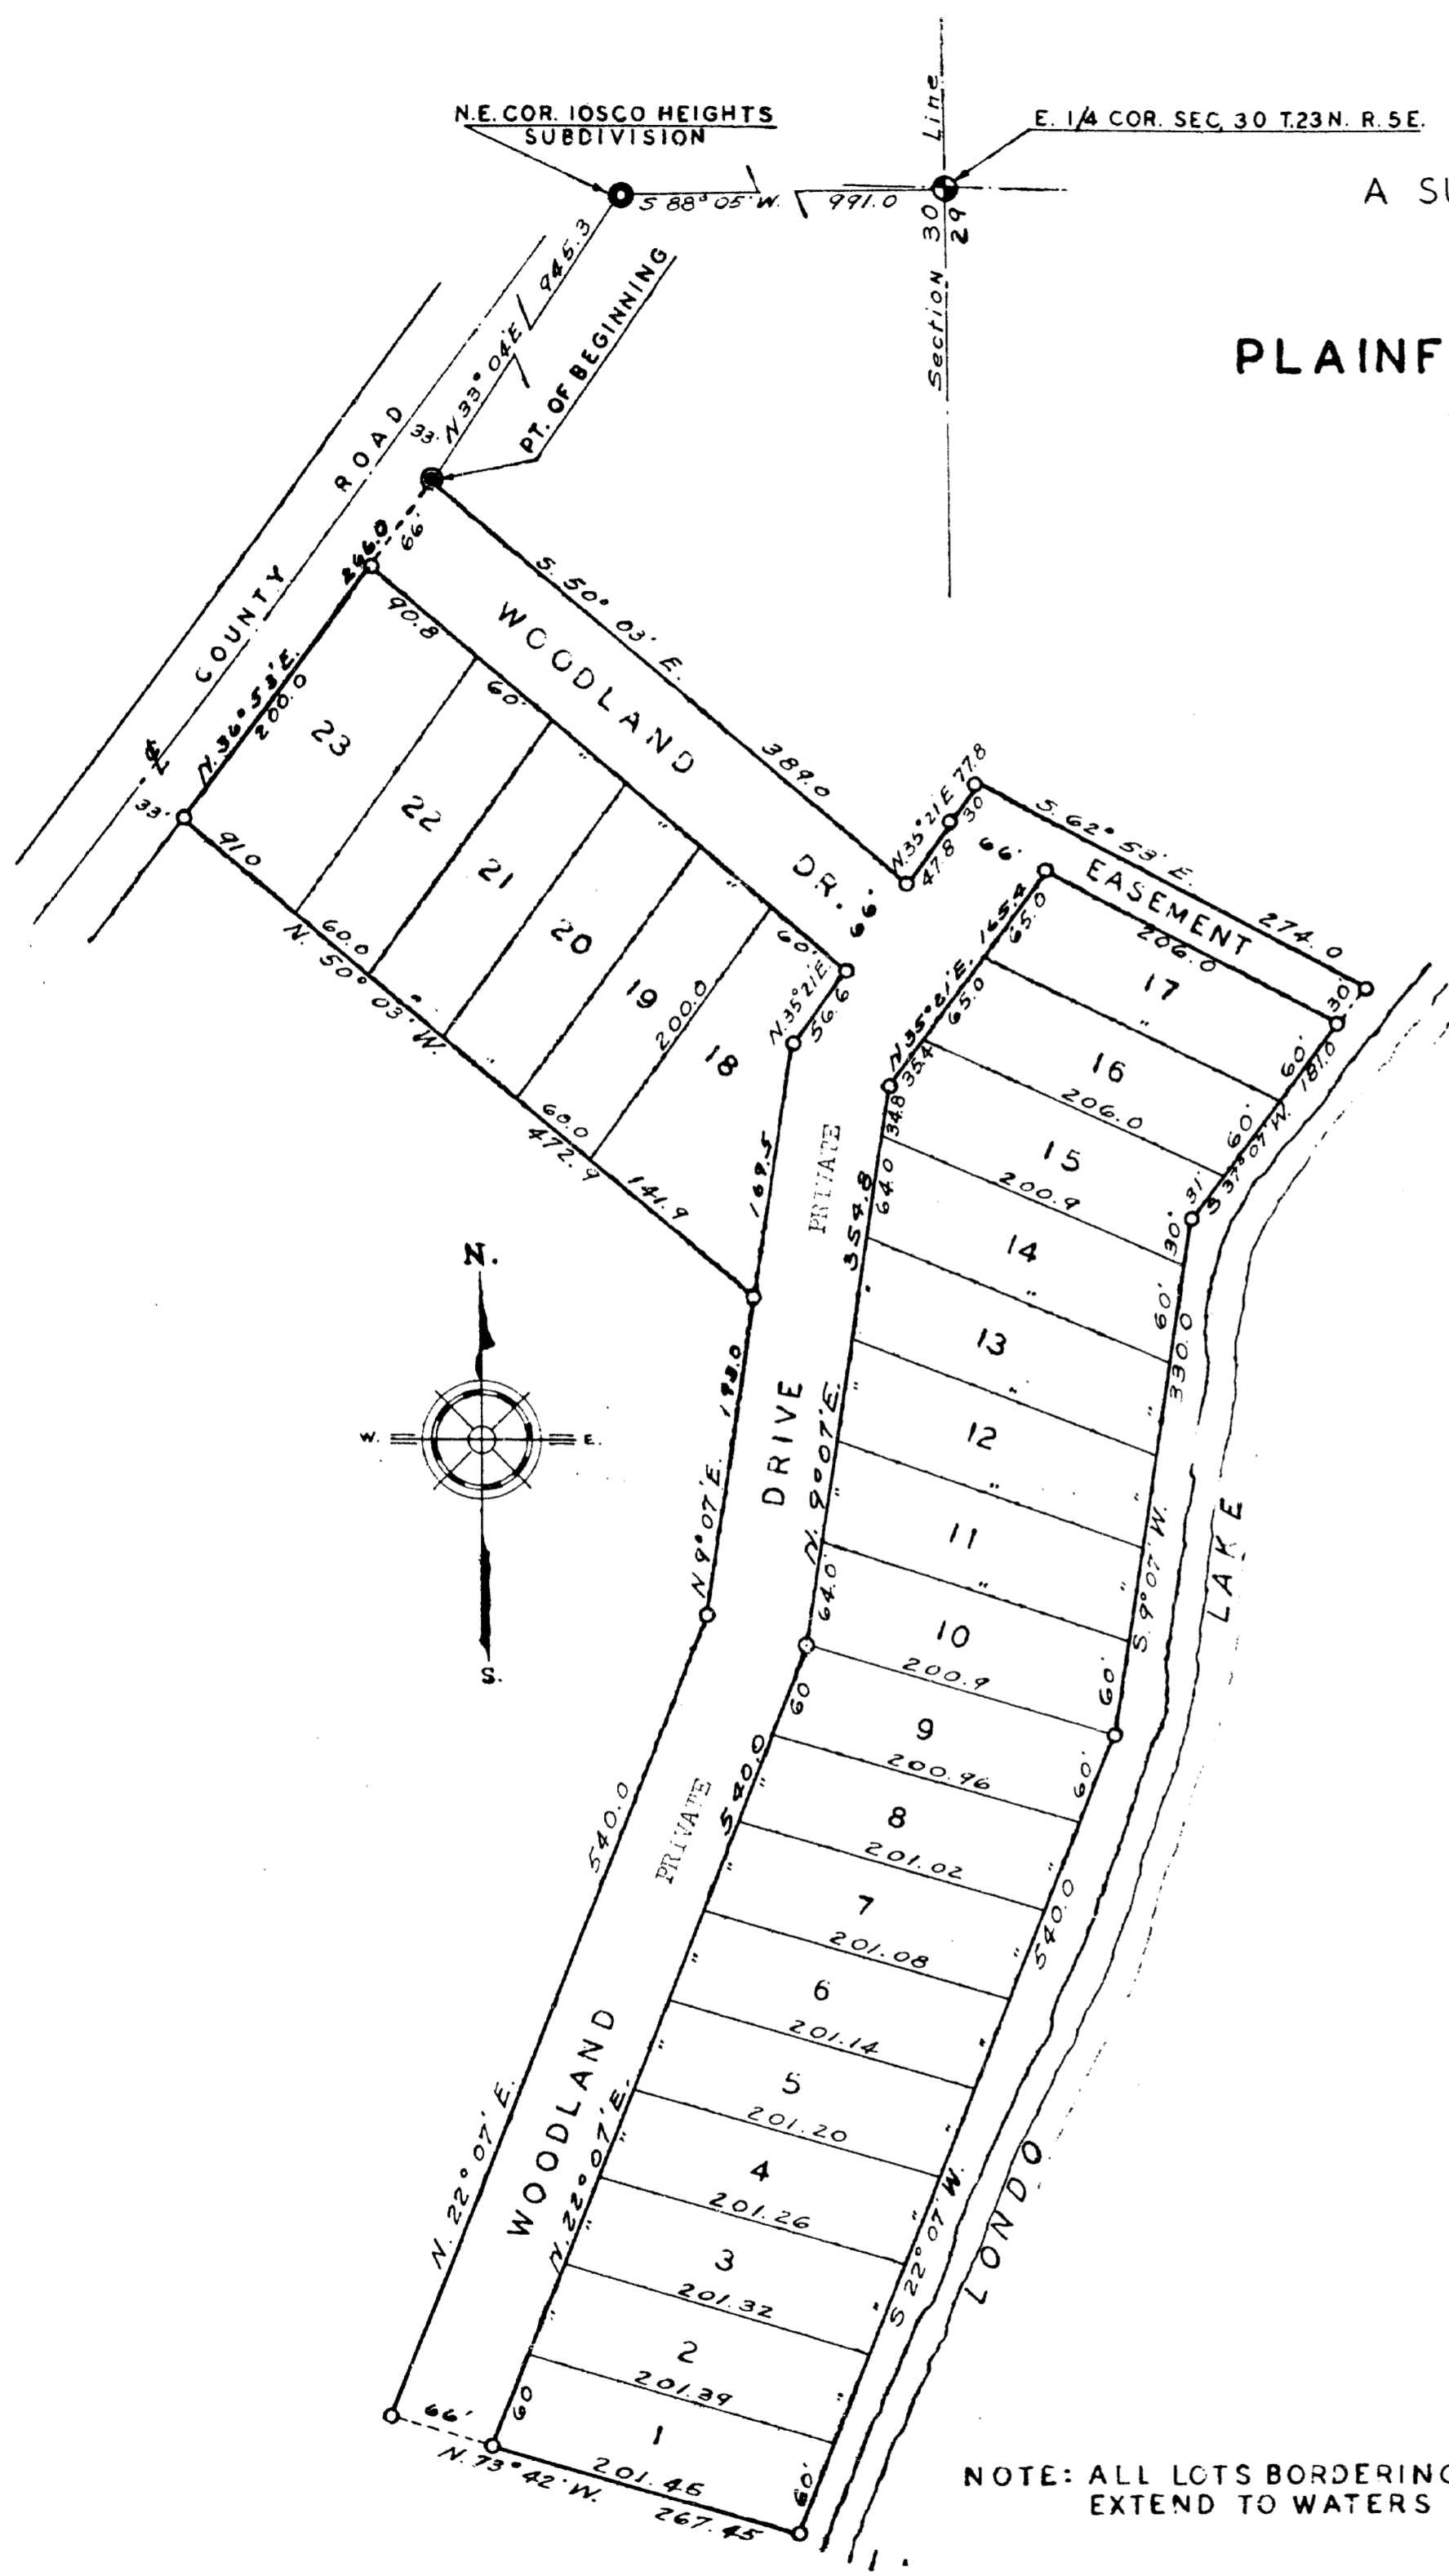 N.E. COR. IOSCO HEIGHTS
SUBDIVISION
Line
E. 1/4 COR. SEC. 30 T.23N. R.5E.
S 88° 05' W.
991.0
30
29
Section
A SU
PLAINF
945.3
N 33° 04' E
PT. OF BEGINNING
33'
COUNTY ROAD
66'
266.0
N. 36° 53' E.
200.0
33'
90.8
WOODLAND
S. 50° 03' E.
389.0
60'
"
"
"
60'
DR.
66'
23
22
21
20
19
200.0
18
91.0
60.0
N. 50° 03' W.
"
"
60.0
472.9
141.9
N. 35° 21' E
77.8
30
47.8
66'
S. 62° 53' E.
274.0
EASEMENT
206.0
30'
N. 35° 21' E.
56.6
N 35° 21' E.
165.4
65.0
65.0
35.4
17
"
16
206.0
60'
60'
31'
S 37° 07' W.
181.0
34.8
15
200.9
30'
64.0
354.8
PRIVATE
169.5
14
"
60'
330.0
13
"
"
12
"
"
11
"
"
10
200.9
60'
S. 9° 07' W.
"
"
N. 9° 07' E.
64.0
DRIVE
193.0
N 9° 07' E.
N.
W.
E.
S.
LAKE
60
9
200.96
60'
8
201.02
"
7
201.08
"
6
201.14
"
5
201.20
"
4
201.26
"
3
201.32
"
2
201.39
"
1
201.46
60'
540.0
PRIVATE
540.0
540.0
"
"
"
"
"
"
"
60
WOODLAND
N. 22° 07' E.
N. 22° 07' E.
S 22° 07' W.
LONDO
66'
N. 73° 42' W.
267.45
NOTE: ALL LOTS BORDERING
EXTEND TO WATERS